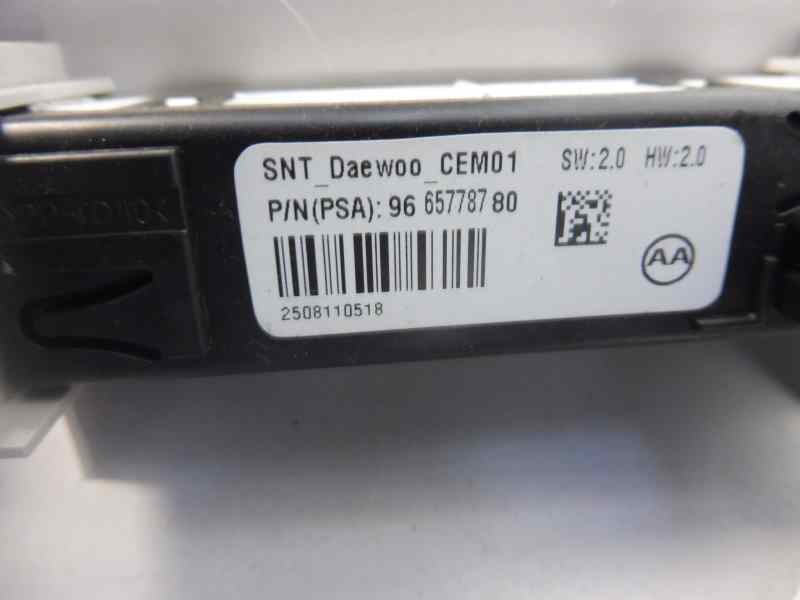 SNT_Daewoo_CEM01 SW:2.0 HW:2.0
P/N(PSA): 96 657787 80
AA
2508110518